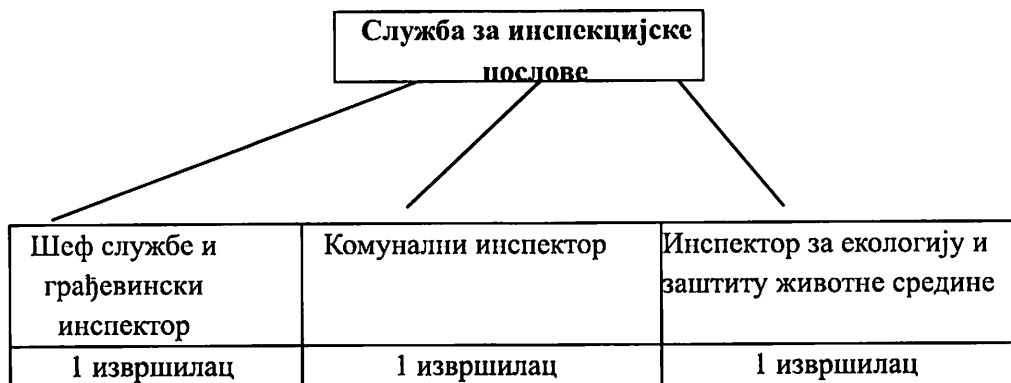 Служба за инспекцијске
послове
Шеф службе и
грађевински
инспектор
Комунални инспектор
Инспектор за екологију и
заштиту животне средине
1 извршилац
1 извршилац
1 извршилац